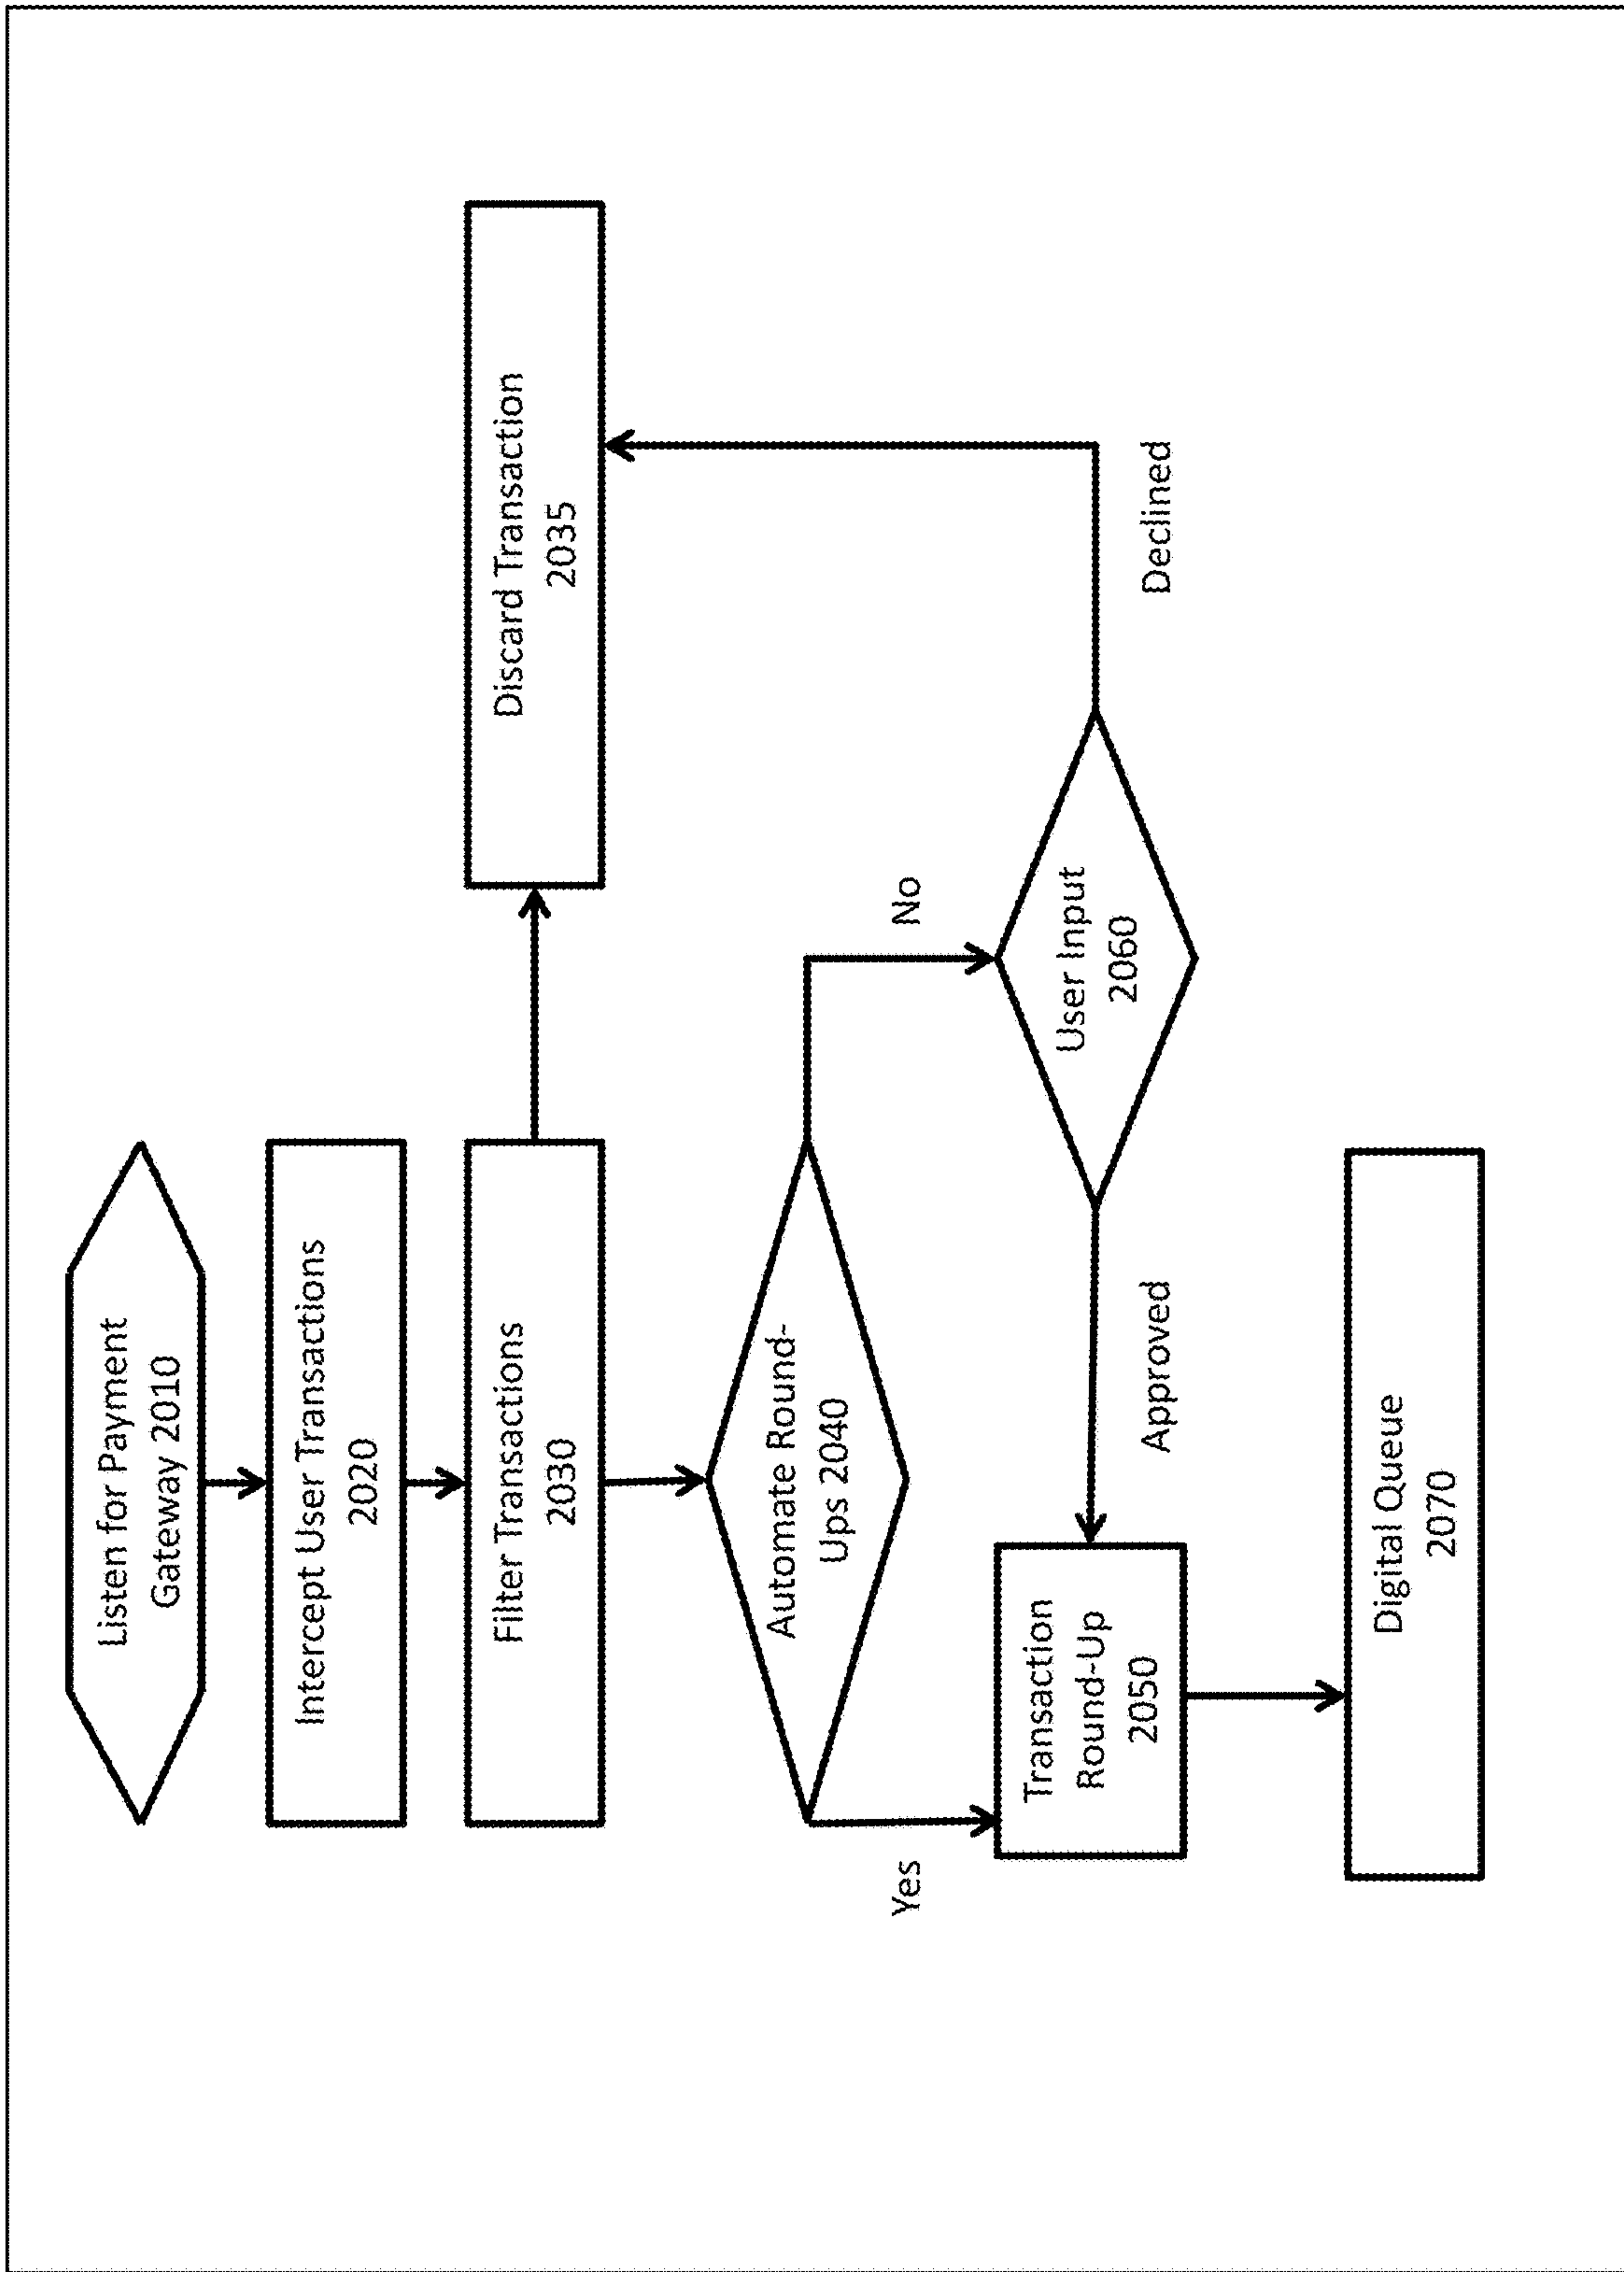 Listen for Payment
Gateway 2010
Intercept User Transactions
2020
Filter Transactions
2030
Discard Transaction
2035
Automate Round-
Ups 2040
Yes
No
Transaction
Round-Up
2050
Approved
User Input
2060
Declined
Digital Queue
2070